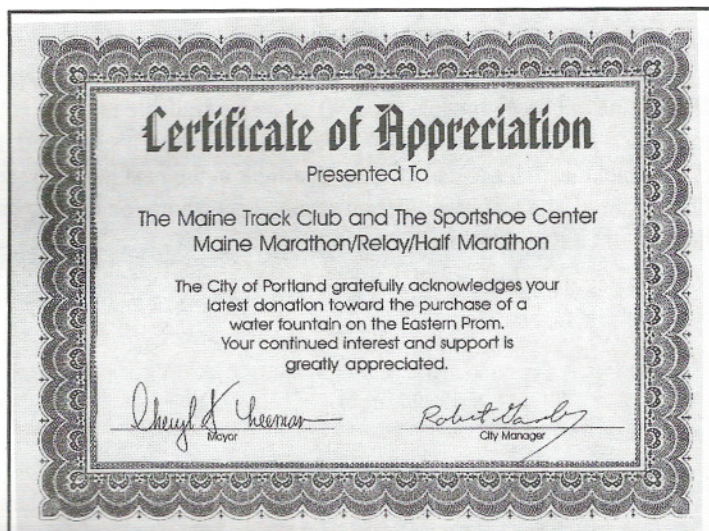 Certificate of Appreciation
Presented To
The Maine Track Club and The Sportshoe Center
Maine Marathon/Relay/Half Marathon
The City of Portland gratefully acknowledges your
latest donation toward the purchase of a
water fountain on the Eastern Prom.
Your continued interest and support is
greatly appreciated.
Cheryl Robert
Mayor City Manager